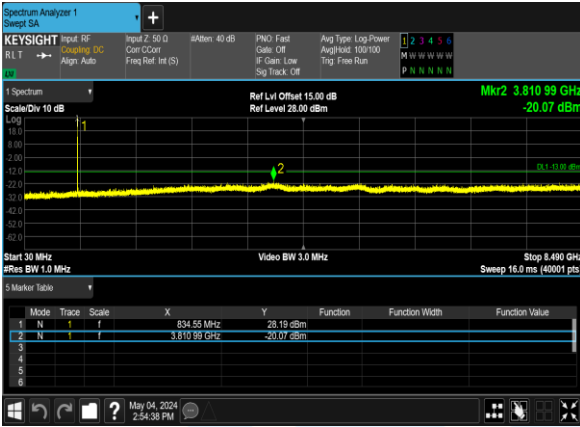 Spectrum Analyzer 1
Swept SA
+
KEYSIGHT
RLT
Input: RF
Coupling: DC
Align: Auto
Input Z: 50 Ω
Corr CCorr
Freq Ref: Int (S)
#Atten: 40 dB
PNO: Fast
Gate: Off
IF Gain: Low
Sig Track: Off
Avg Type: Log-Power
Avg|Hold: 100/100
Trig: Free Run
1 2 3 4 5 6
M W W W W W
P N N N N N
1 Spectrum
Scale/Div 10 dB
Ref Lvl Offset 15.00 dB
Ref Level 28.00 dBm
Mkr2 3.810 99 GHz
-20.07 dBm
Log
18.0
8.00
-2.00
-12.0
-22.0
-32.0
-42.0
-52.0
-62.0
1
2
DL1 -13.00 dBm
Start 30 MHz
#Res BW 1.0 MHz
Video BW 3.0 MHz
Stop 8.490 GHz
Sweep 16.0 ms (40001 pts
5 Marker Table
Mode Trace Scale X Y Function Function Width Function Value
1 N 1 f 834.55 MHz 28.19 dBm
2 N 1 f 3.810 99 GHz -20.07 dBm
3
4
5
6
?
May 04, 2024
2:54:38 PM